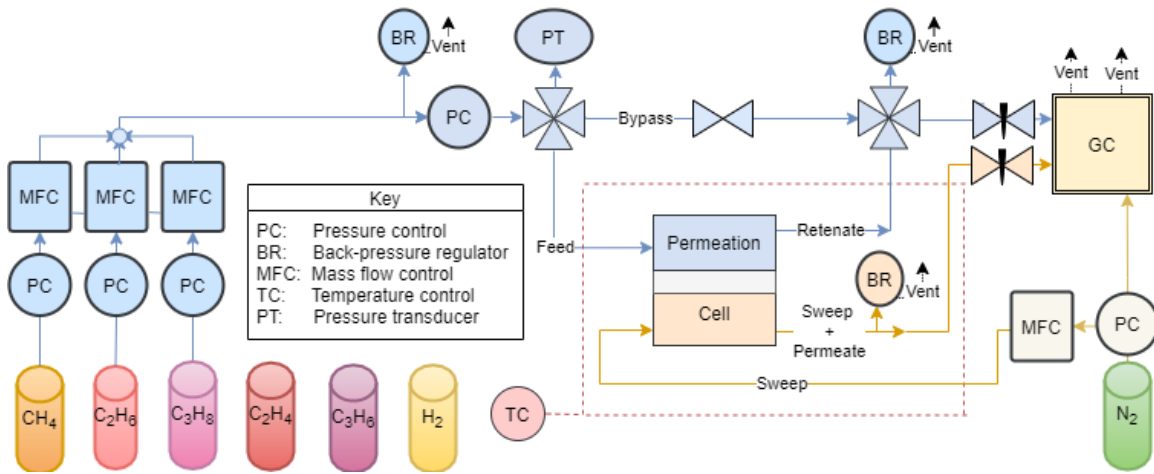 BR
Vent
PT
BR
Vent
Vent
Vent
PC
Bypass
GC
MFC
MFC
MFC
Key
PC: Pressure control
BR: Back-pressure regulator
MFC: Mass flow control
TC: Temperature control
PT: Pressure transducer
Feed
Permeation
Retenate
PC
PC
PC
BR
Vent
Cell
Sweep
+
Permeate
MFC
PC
Sweep
CH4
C2H6
C3H8
C2H4
C3H6
H2
TC
N2